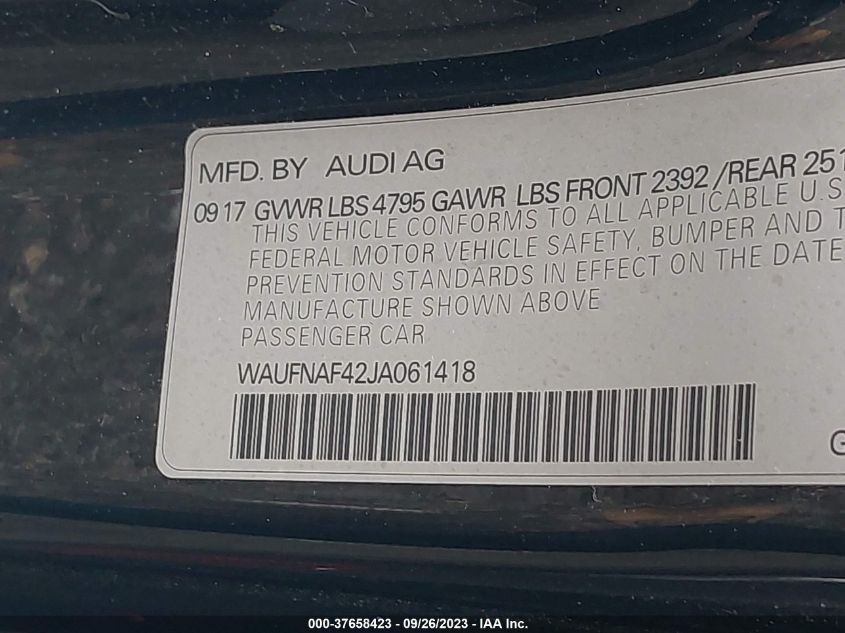 MFD. BY AUDI AG
09 17 GVWR LBS 4795 GAWR LBS FRONT 2392 /REAR 251
THIS VEHICLE CONFORMS TO ALL APPLICABLE U.S
FEDERAL MOTOR VEHICLE SAFETY, BUMPER AND T
PREVENTION STANDARDS IN EFFECT ON THE DATE
MANUFACTURE SHOWN ABOVE
PASSENGER CAR
WAUFNAF42JA061418
G
000-37658423 - 09/26/2023 - IAA Inc.